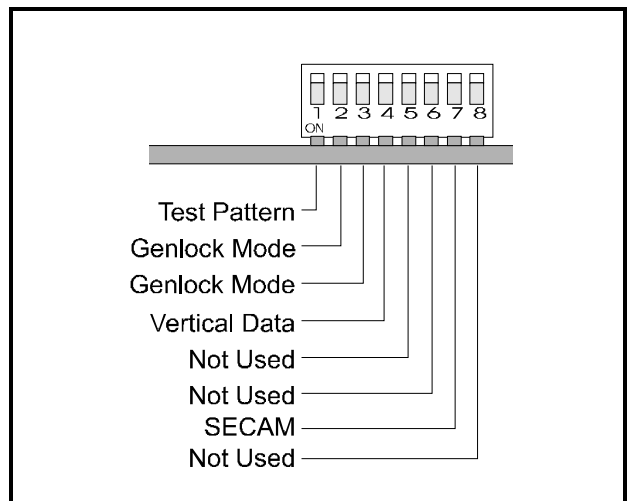 1 2 3 4 5 6 7 8
ON
Test Pattern
Genlock Mode
Genlock Mode
Vertical Data
Not Used
Not Used
SECAM
Not Used